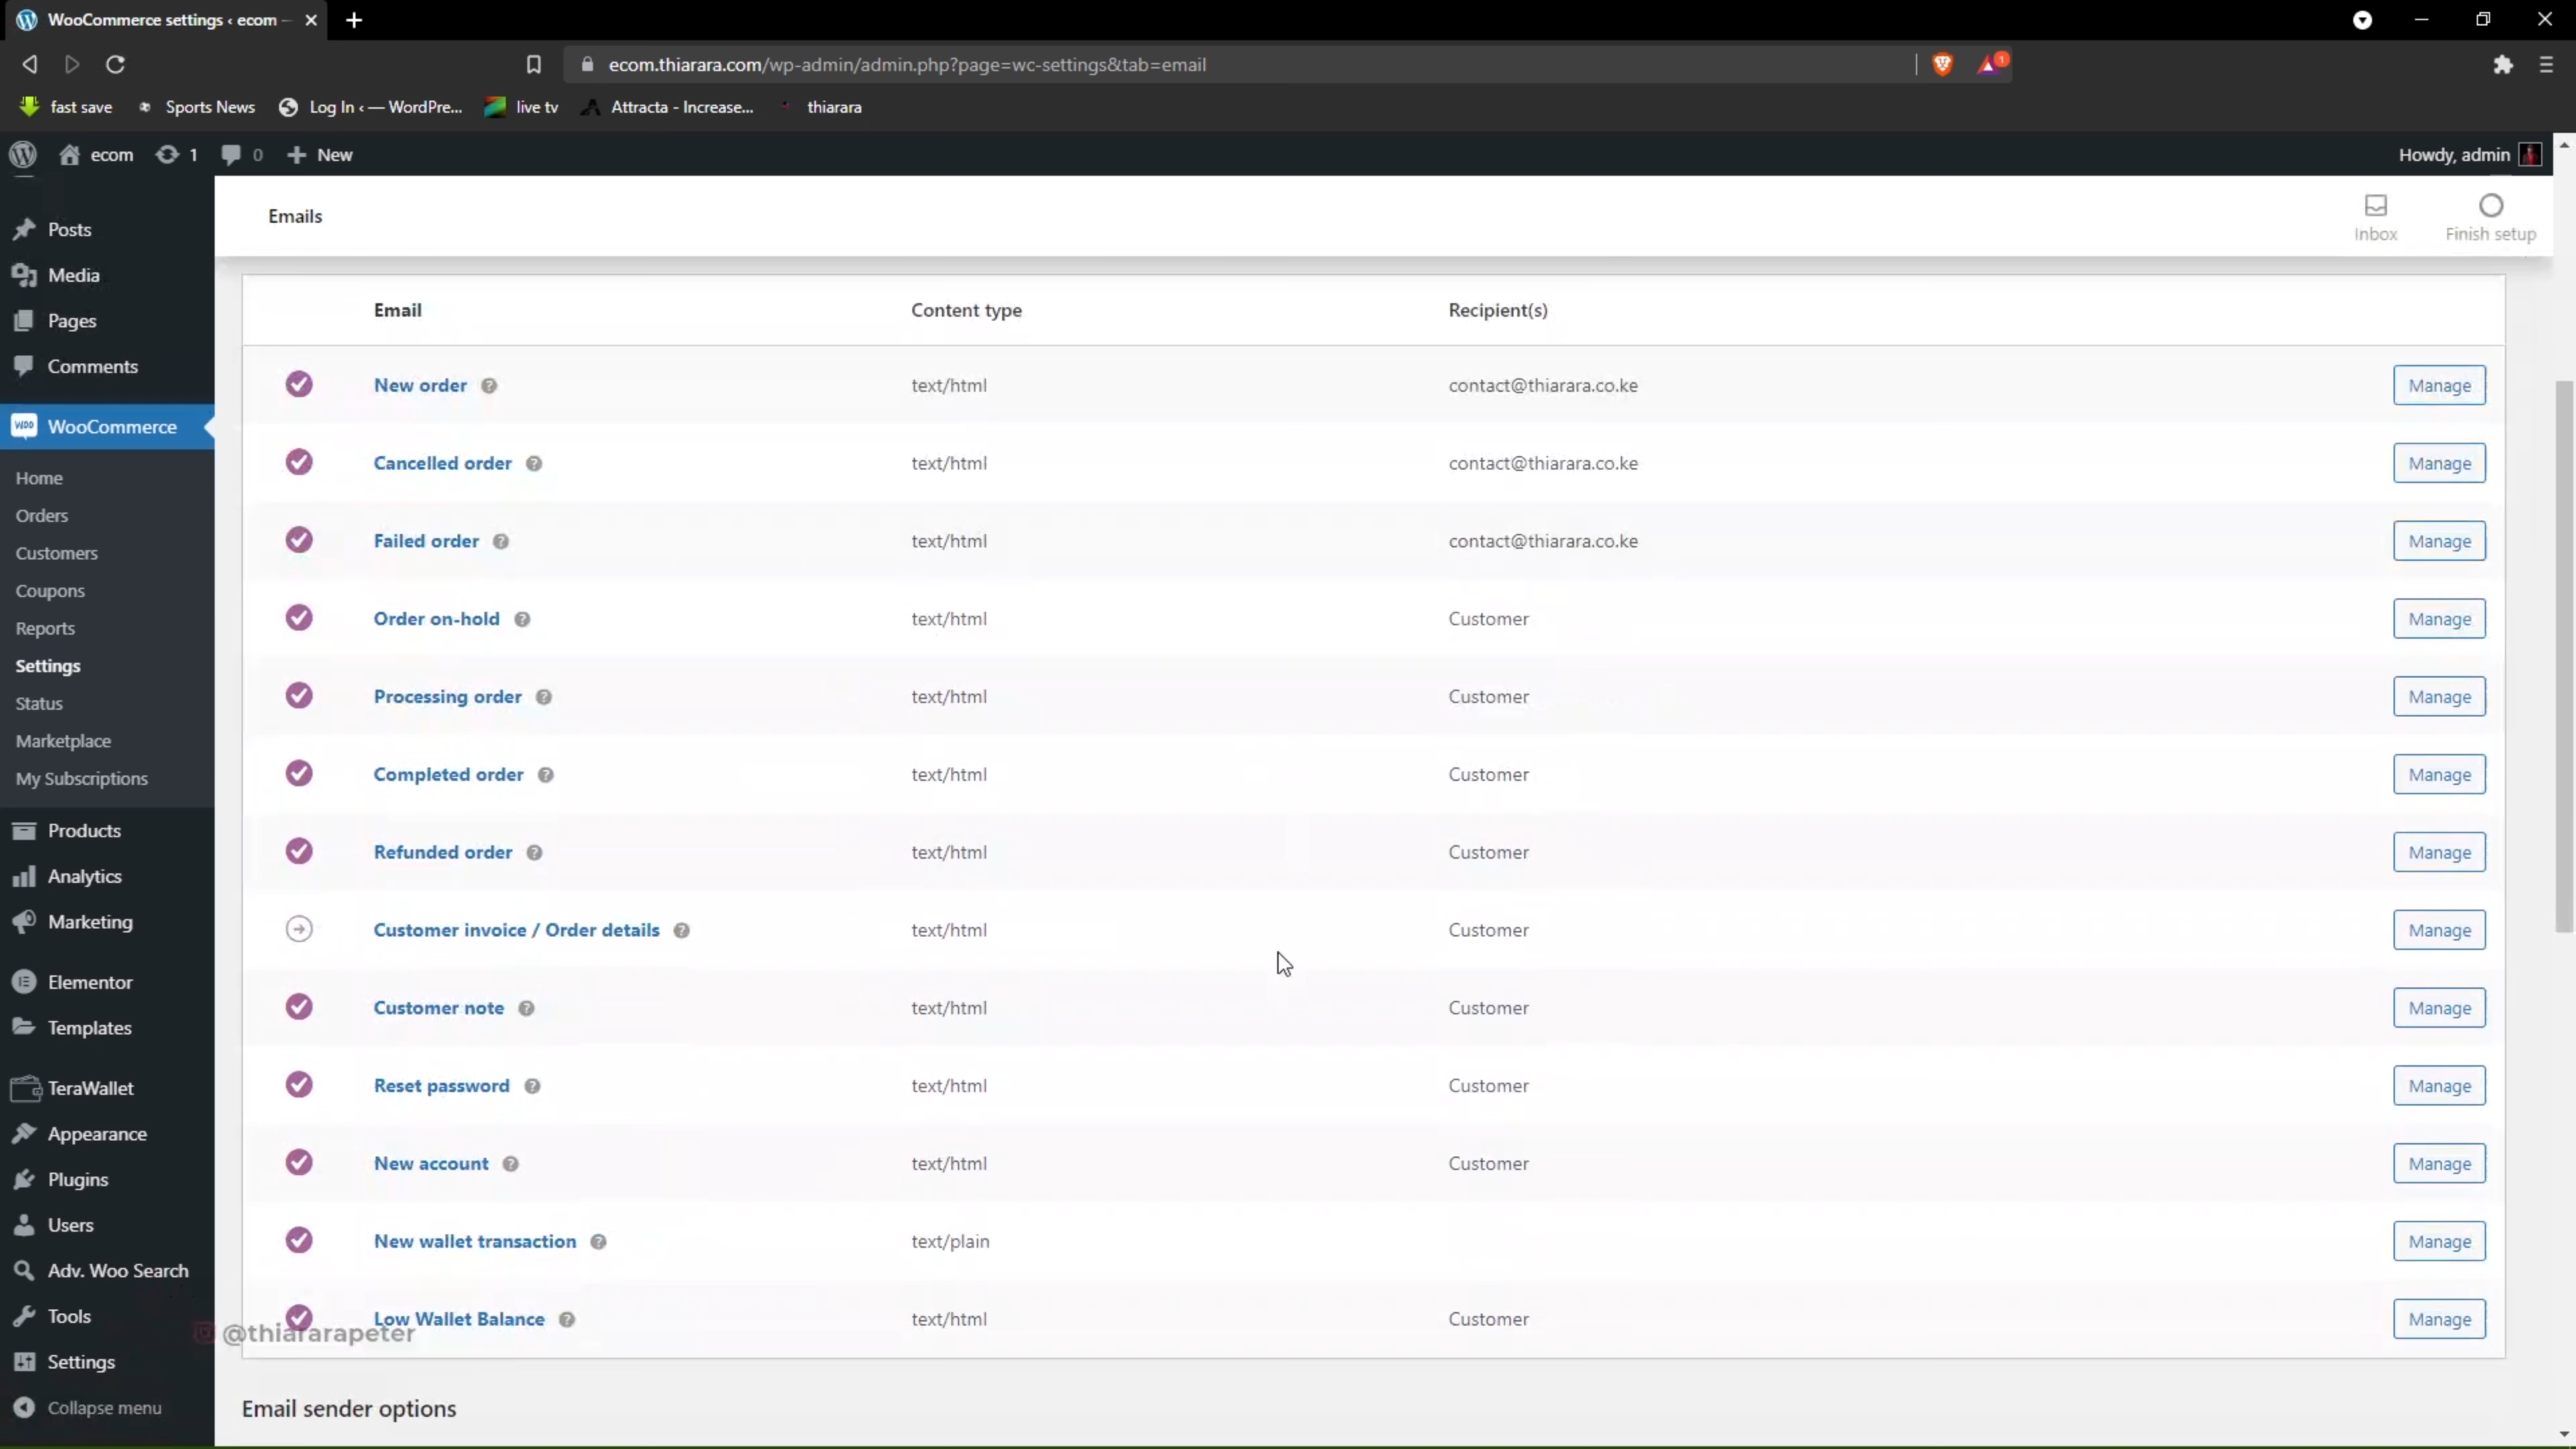 WooCommerce settings ‹ ecom —
ecom.thiarara.com/wp-admin/admin.php?page=wc-settings&tab=email
1
fast save
Sports News
Log In ‹ — WordPre...
live tv
Attracta - Increase...
thiarara
ecom
1
0
New
Howdy, admin
Posts
Media
Pages
Comments
WooCommerce
Home
Orders
Customers
Coupons
Reports
Settings
Status
Marketplace
My Subscriptions
Products
Analytics
Marketing
Elementor
Templates
TeraWallet
Appearance
Plugins
Users
Adv. Woo Search
Tools
Settings
Collapse menu
Emails
Inbox
Finish setup
Email Content type Recipient(s)
New order text/html contact@thiarara.co.ke Manage
Cancelled order text/html contact@thiarara.co.ke Manage
Failed order text/html contact@thiarara.co.ke Manage
Order on-hold text/html Customer Manage
Processing order text/html Customer Manage
Completed order text/html Customer Manage
Refunded order text/html Customer Manage
Customer invoice / Order details text/html Customer Manage
Customer note text/html Customer Manage
Reset password text/html Customer Manage
New account text/html Customer Manage
New wallet transaction text/plain Manage
Low Wallet Balance text/html Customer Manage
@thiararapeter
Email sender options